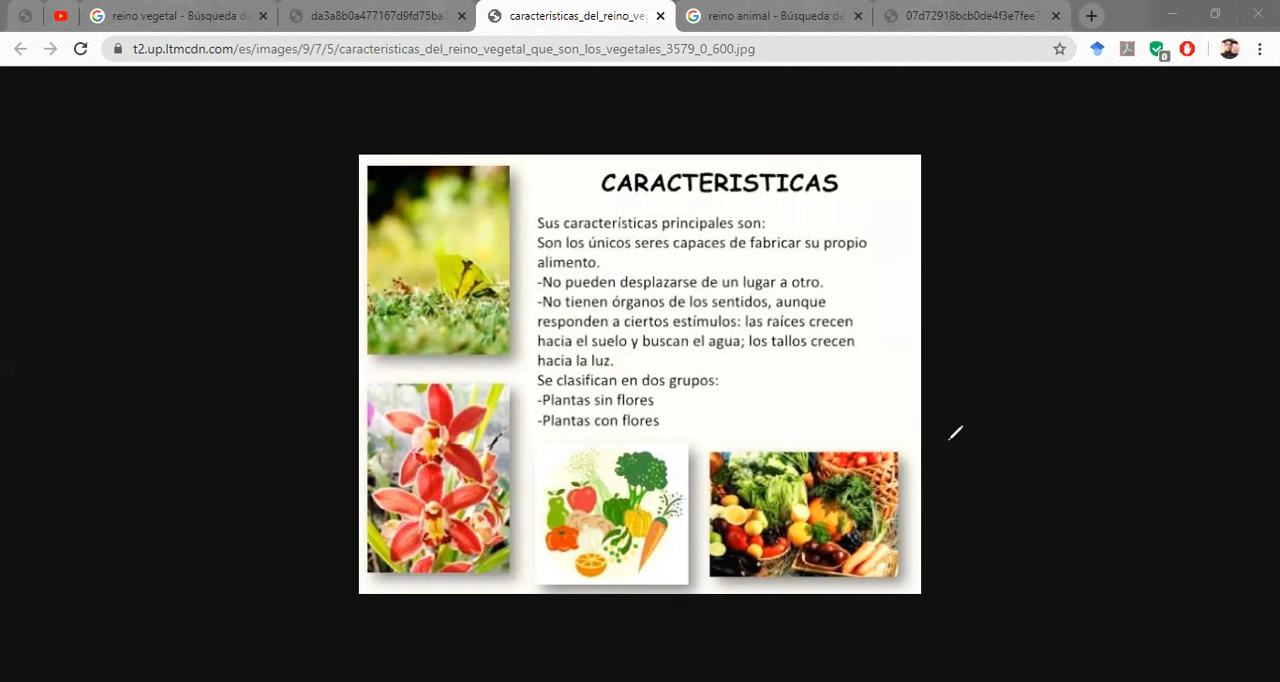 reino vegetal - Búsqueda de
da3a8b0a477167d9fd75ba2
caracteristicas_del_reino_ve
reino animal - Búsqueda de
07d72918bcb0de4f3e7fee7
t2.up.ltmcdn.com/es/images/9/7/5/caracteristicas_del_reino_vegetal_que_son_los_vegetales_3579_0_600.jpg
0
CARACTERISTICAS
Sus características principales son:
Son los únicos seres capaces de fabricar su propio
alimento.
-No pueden desplazarse de un lugar a otro.
-No tienen órganos de los sentidos, aunque
responden a ciertos estímulos: las raíces crecen
hacia el suelo y buscan el agua; los tallos crecen
hacia la luz.
Se clasifican en dos grupos:
-Plantas sin flores
-Plantas con flores